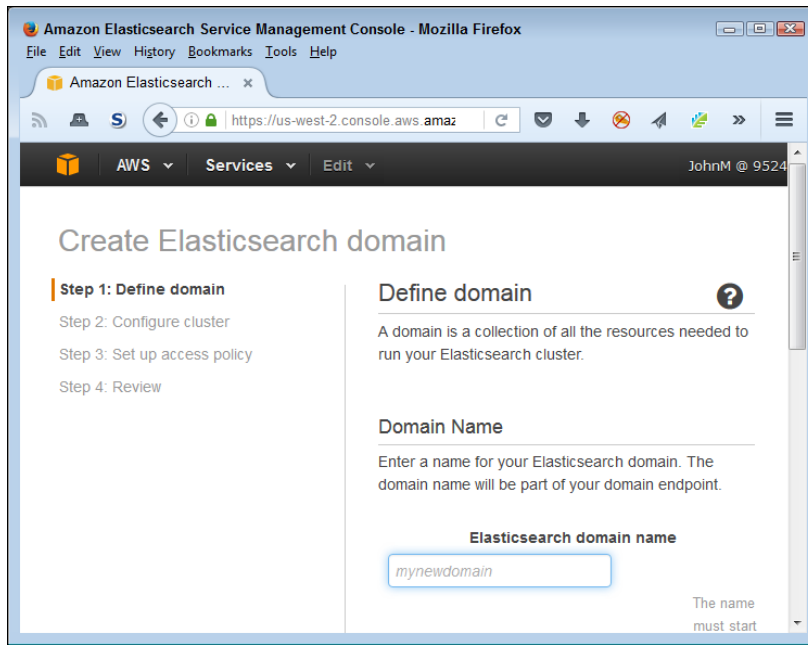 Amazon Elasticsearch Service Management Console - Mozilla Firefox
File Edit View History Bookmarks Tools Help
Amazon Elasticsearch ... ×
S https://us-west-2.console.aws.amaz
AWS Services Edit JohnM @ 9524
Create Elasticsearch domain
Step 1: Define domain
Step 2: Configure cluster
Step 3: Set up access policy
Step 4: Review
Define domain ?
A domain is a collection of all the resources needed to
run your Elasticsearch cluster.
Domain Name
Enter a name for your Elasticsearch domain. The
domain name will be part of your domain endpoint.
Elasticsearch domain name
mynewdomain
The name
must start